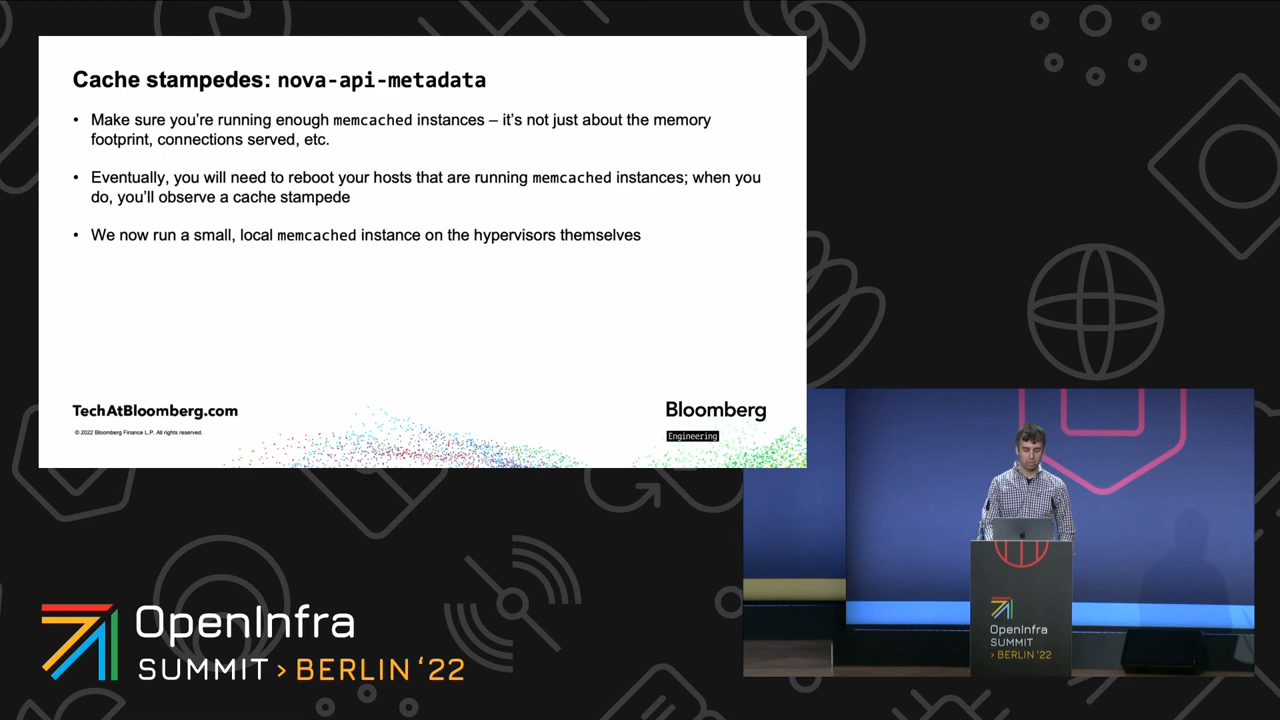 Cache stampedes: nova-api-metadata
• Make sure you're running enough memcached instances – it's not just about the memory
footprint, connections served, etc.
• Eventually, you will need to reboot your hosts that are running memcached instances; when you
do, you'll observe a cache stampede
• We now run a small, local memcached instance on the hypervisors themselves
TechAtBloomberg.com
© 2022 Bloomberg Finance L.P. All rights reserved.
Bloomberg
Engineering
OpenInfra
SUMMIT › BERLIN ‘22
OpenInfra
SUMMIT
› BERLIN '22